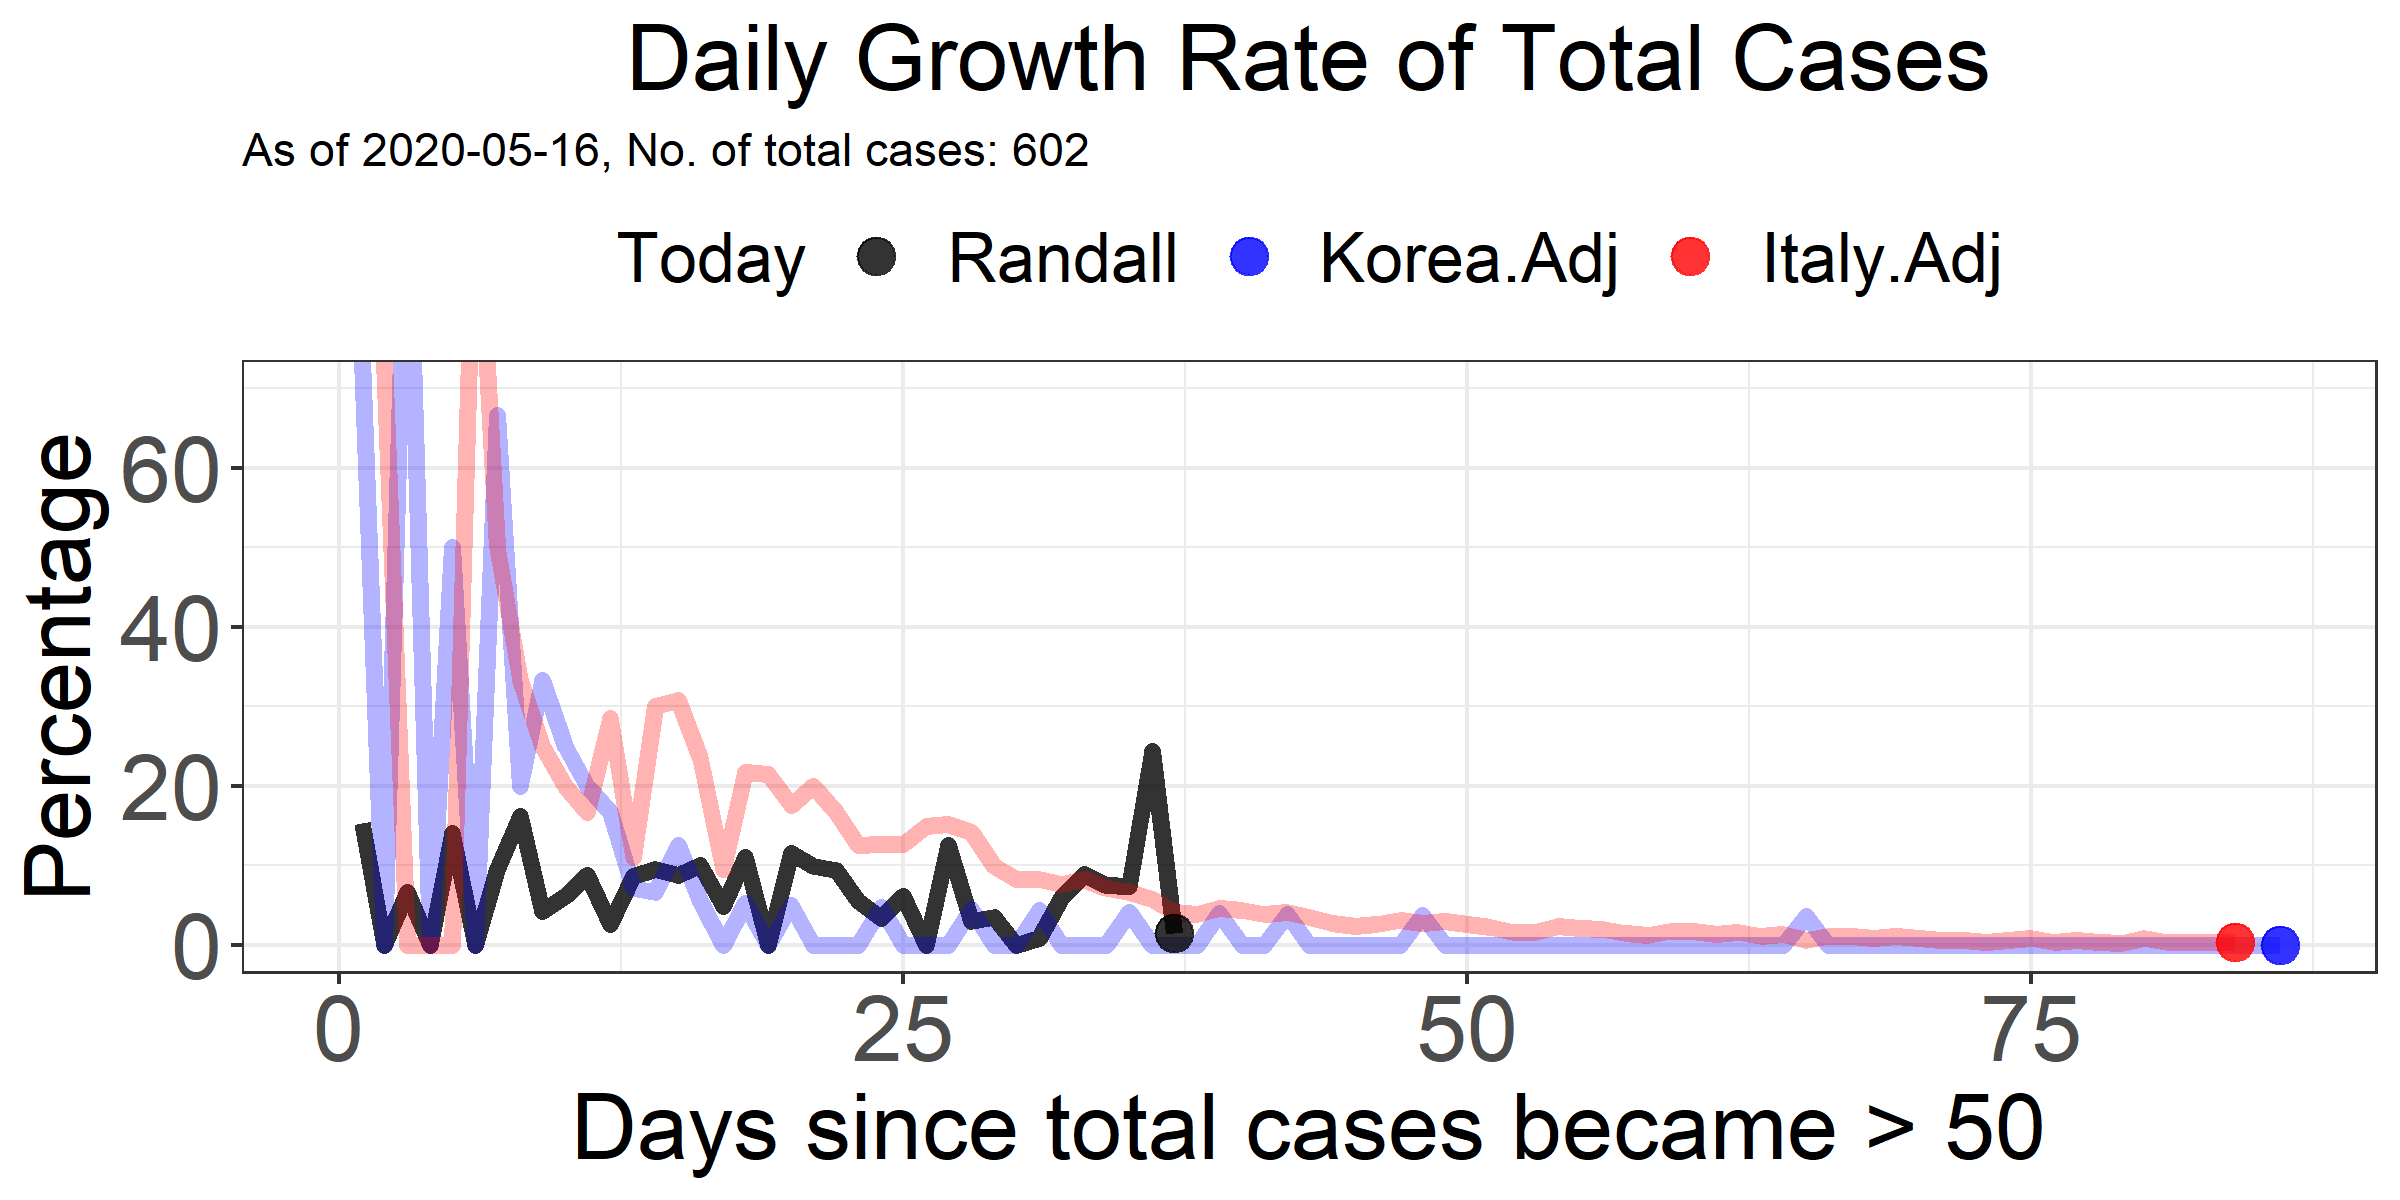 Daily Growth Rate of Total Cases
As of 2020-05-16, No. of total cases: 602
Today Randall Korea.Adj Italy.Adj
Percentage
60
40
20
0
0 25 50 75
Days since total cases became > 50